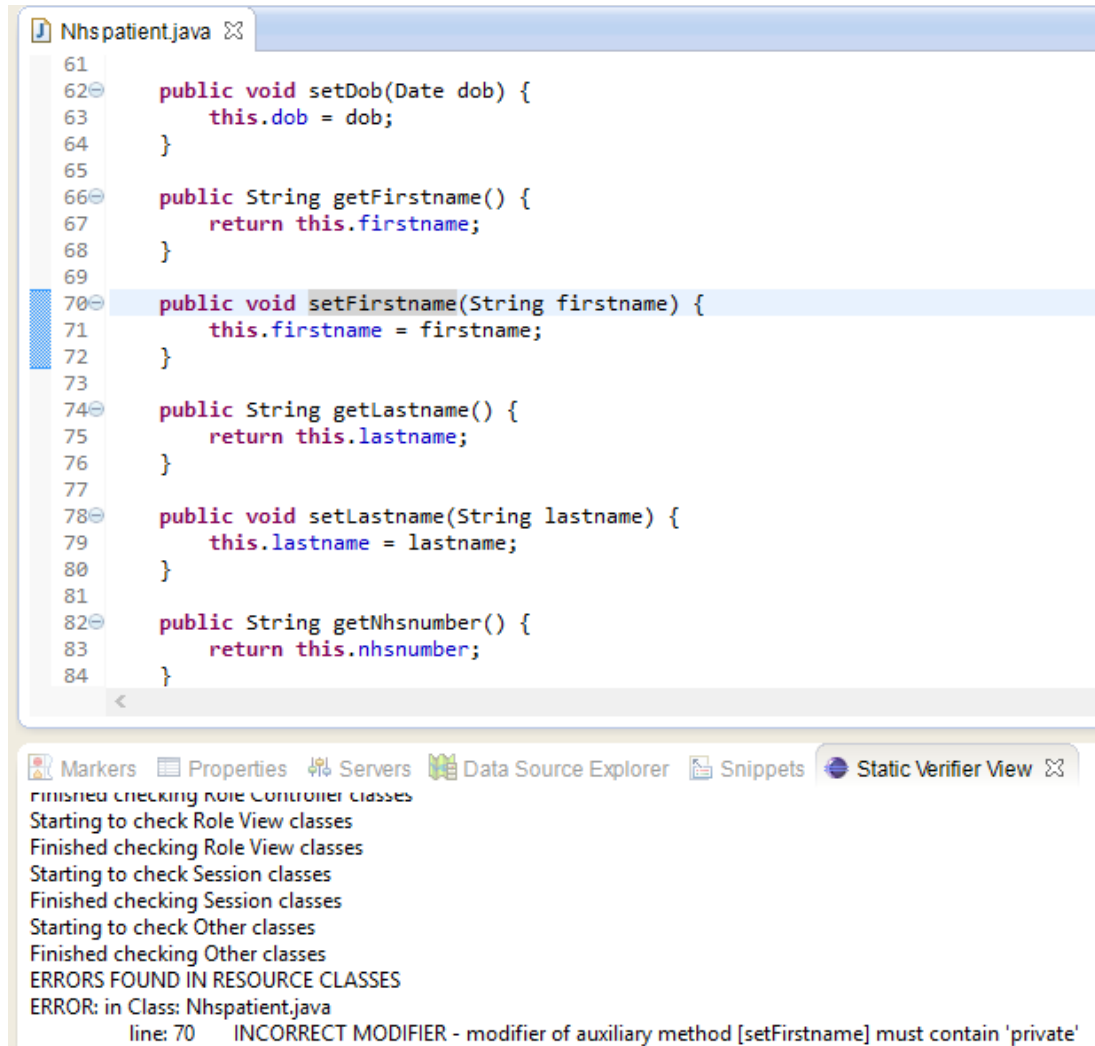 Nhspatient.java
61
62 public void setDob(Date dob) {
63 this.dob = dob;
64 }
65
66 public String getFirstname() {
67 return this.firstname;
68 }
69
70 public void setFirstname(String firstname) {
71 this.firstname = firstname;
72 }
73
74 public String getLastname() {
75 return this.lastname;
76 }
77
78 public void setLastname(String lastname) {
79 this.lastname = lastname;
80 }
81
82 public String getNhsnumber() {
83 return this.nhsnumber;
84 }
Markers Properties Servers Data Source Explorer Snippets Static Verifier View
Finished checking Role Controller classes
Starting to check Role View classes
Finished checking Role View classes
Starting to check Session classes
Finished checking Session classes
Starting to check Other classes
Finished checking Other classes
ERRORS FOUND IN RESOURCE CLASSES
ERROR: in Class: Nhspatient.java
line: 70 INCORRECT MODIFIER - modifier of auxiliary method [setFirstname] must contain 'private'